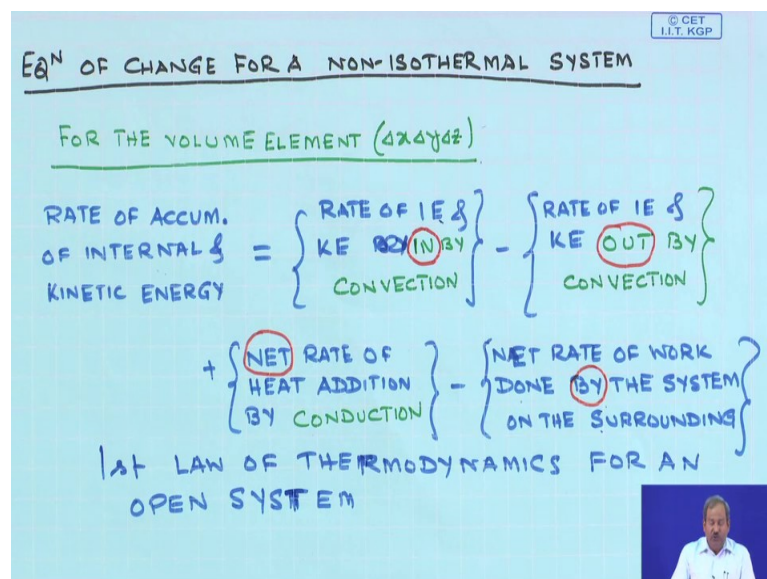 © CET
I.I.T. KGP
EQᴺ OF CHANGE FOR A NON-ISOTHERMAL SYSTEM
FOR THE VOLUME ELEMENT (ΔxΔyΔz)
RATE OF ACCUM.
OF INTERNAL &
KINETIC ENERGY
=
RATE OF IE &
KE IN BY
CONVECTION
-
RATE OF IE &
KE OUT BY
CONVECTION
+
NET RATE OF
HEAT ADDITION
BY CONDUCTION
-
NET RATE OF WORK
DONE BY THE SYSTEM
ON THE SURROUNDING
1st LAW OF THERMODYNAMICS FOR AN
OPEN SYSTEM